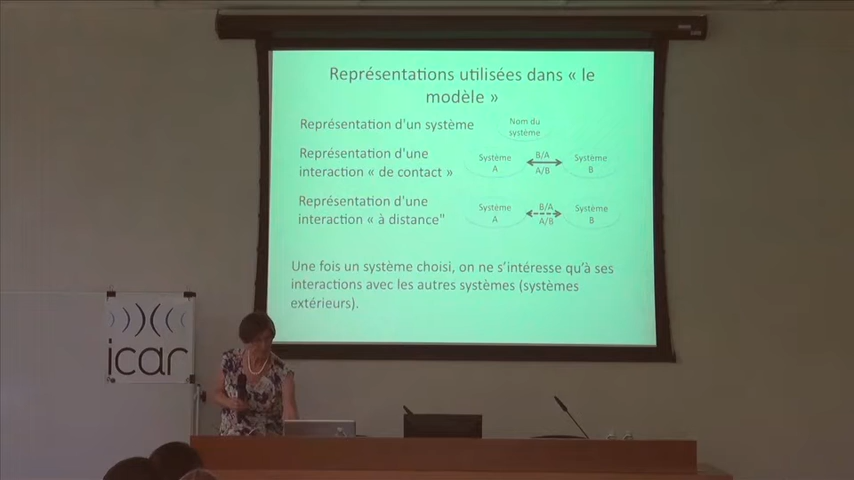 Représentations utilisées dans « le
modèle »
Représentation d'un système
Nom du
système
Représentation d'une
interaction « de contact »
Système
A
B/A
A/B
Système
B
Représentation d'une
interaction « à distance"
Système
A
B/A
A/B
Système
B
Une fois un système choisi, on ne s'intéresse qu'à ses
interactions avec les autres systèmes (systèmes
extérieurs).
icar